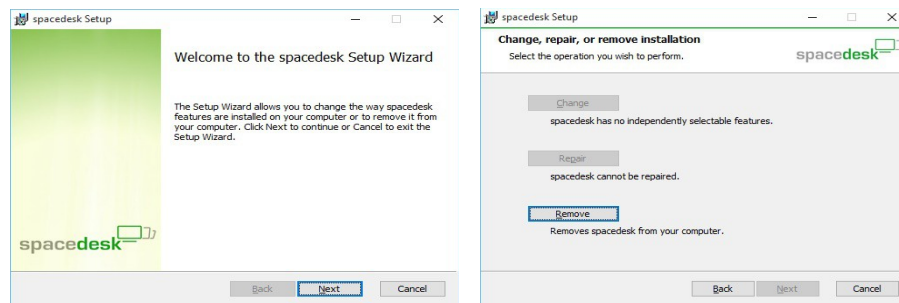 spacedesk Setup
Welcome to the spacedesk Setup Wizard
The Setup Wizard allows you to change the way spacedesk
features are installed on your computer or to remove it from
your computer. Click Next to continue or Cancel to exit the
Setup Wizard.
spacedesk
Back Next Cancel
spacedesk Setup
Change, repair, or remove installation
Select the operation you wish to perform.
spacedesk
Change
spacedesk has no independently selectable features.
Repair
spacedesk cannot be repaired.
Remove
Removes spacedesk from your computer.
Back Next Cancel